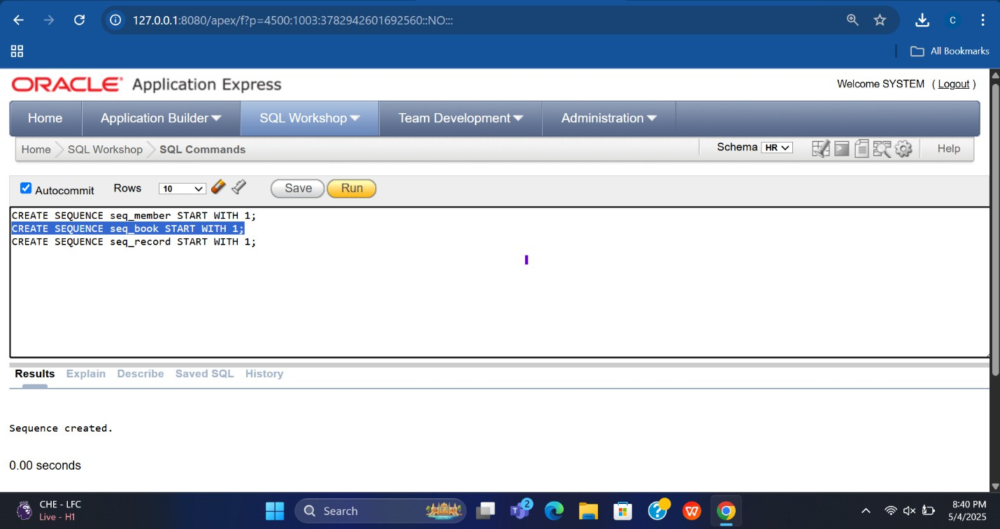 127.0.0.1:8080/apex/f?p=4500:1003:3782942601692560::NO:::
C
All Bookmarks
ORACLE Application Express
Welcome SYSTEM ( Logout )
Home Application Builder SQL Workshop Team Development Administration
Home SQL Workshop SQL Commands Schema HR Help
Autocommit Rows 10 Save Run
CREATE SEQUENCE seq_member START WITH 1;
CREATE SEQUENCE seq_book START WITH 1;
CREATE SEQUENCE seq_record START WITH 1;
Results Explain Describe Saved SQL History
Sequence created.
0.00 seconds
CHE - LFC
Live - H1
Search
2
8:40 PM
5/4/2025